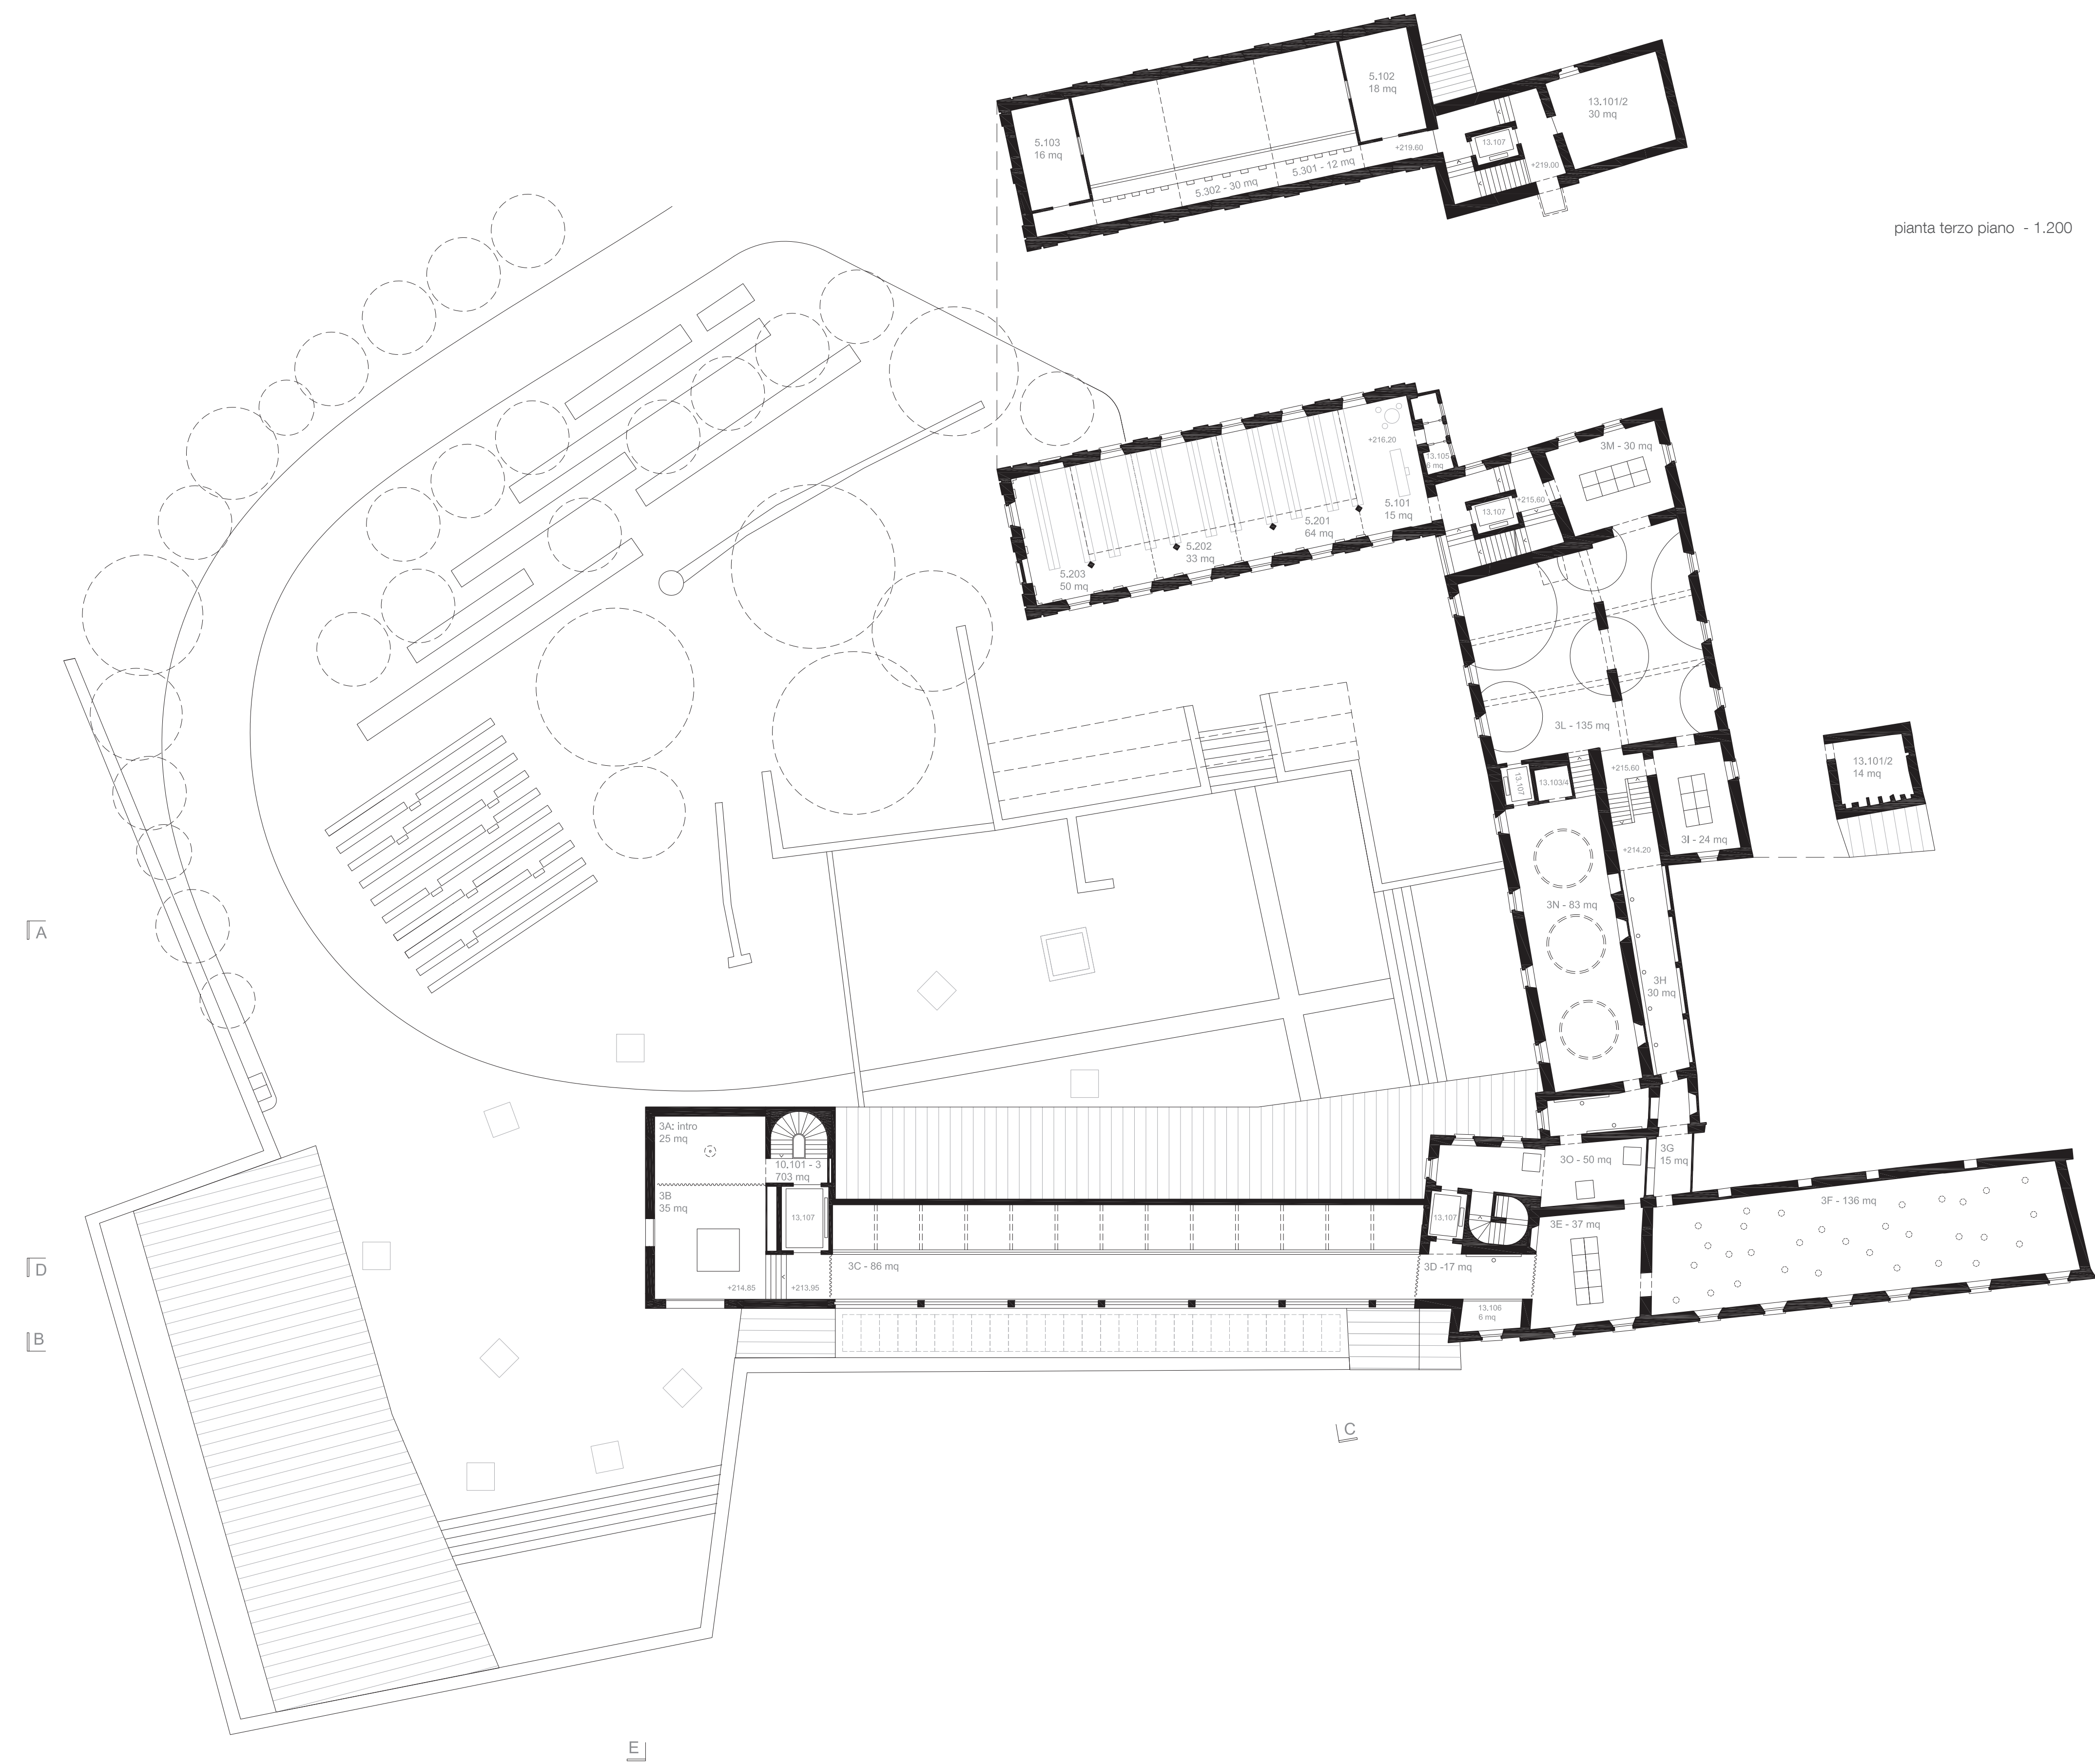 5.102
18 mq
13.101/2
30 mq
5.103
16 mq
13.107
+219.60
+219.00
5.301 - 12 mq
5.302 - 30 mq
pianta terzo piano - 1.200
3M - 30 mq
+216,20
13.105
6 mq
+215,60
5.101
15 mq
13.107
5.201
64 mq
5.202
33 mq
5.203
50 mq
3L - 135 mq
+215.60
13.101/2
14 mq
13.107
13.103/4
3I - 24 mq
+214.20
3N - 83 mq
A
3H
30 mq
3A: intro
25 mq
10.101 - 3
703 mq
3O - 50 mq
3G
15 mq
3B
35 mq
3F - 136 mq
13.107
13.107
3E - 37 mq
D
3C - 86 mq
3D -17 mq
+214.85
+213,95
13.106
6 mq
B
C
E